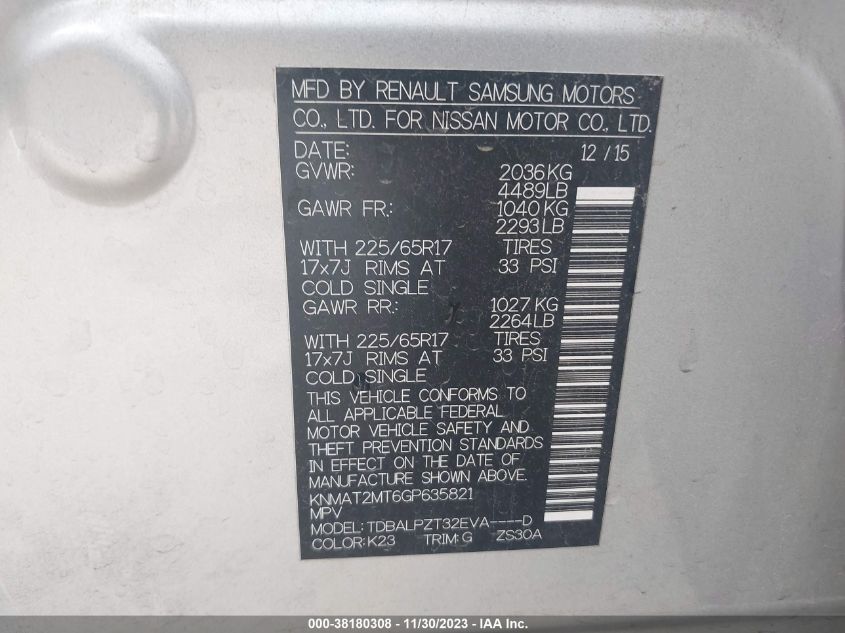 MFD BY RENAULT SAMSUNG MOTORS
CO., LTD. FOR NISSAN MOTOR CO., LTD.
DATE: 12 / 15
GVWR: 2036 KG
4489LB
GAWR FR.: 1040 KG
2293 LB
WITH 225/65R17 TIRES
17x7J RIMS AT 33 PSI
COLD SINGLE
GAWR RR.: 1027 KG
2264 LB
WITH 225/65R17 TIRES
17x7J RIMS AT 33 PSI
COLD SINGLE
THIS VEHICLE CONFORMS TO
ALL APPLICABLE FEDERAL
MOTOR VEHICLE SAFETY AND
THEFT PREVENTION STANDARDS
IN EFFECT ON THE DATE OF
MANUFACTURE SHOWN ABOVE.
KNMAT2MT6GP635821
MPV
MODEL: TDBALPZT32EVA----D
COLOR: K23 TRIM: G ZS30A
000-38180308 - 11/30/2023 - IAA Inc.